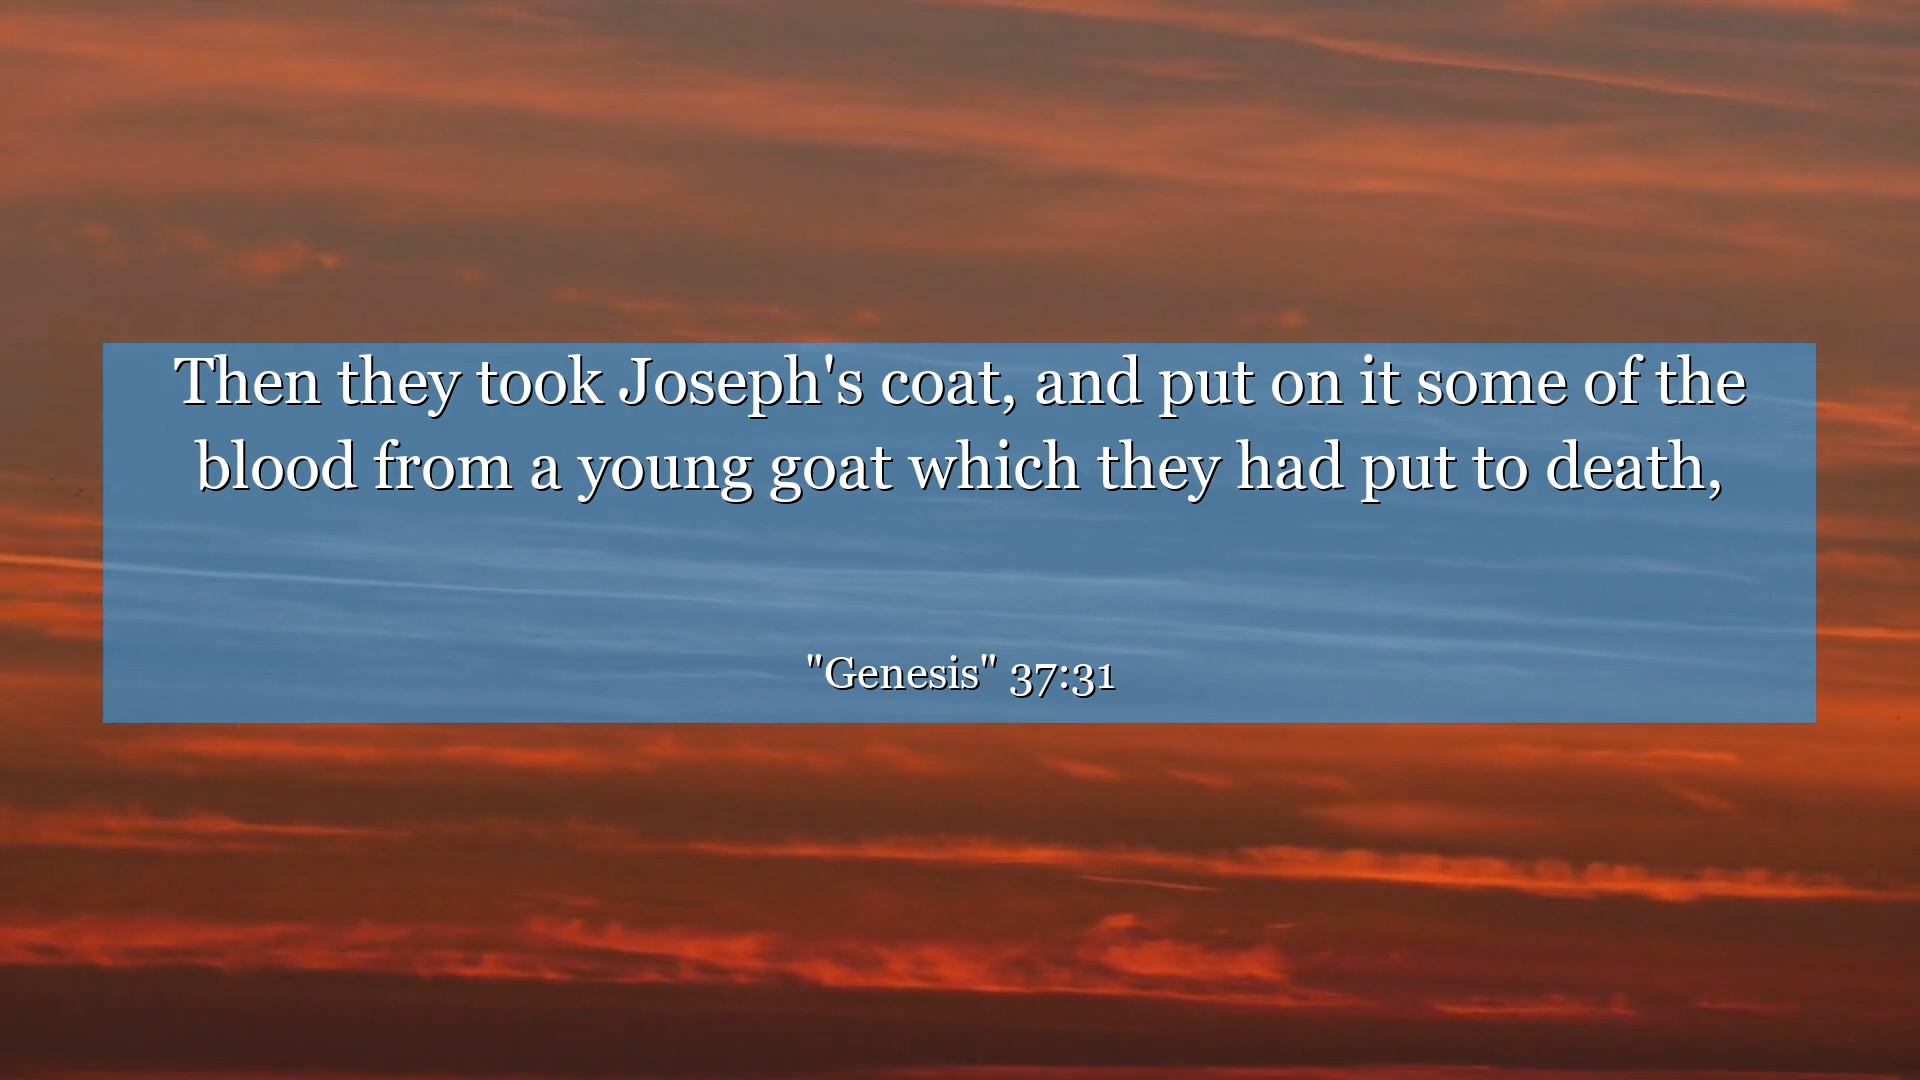 Then they took Joseph's coat, and put on it some of the
blood from a young goat which they had put to death,
"Genesis" 37:31